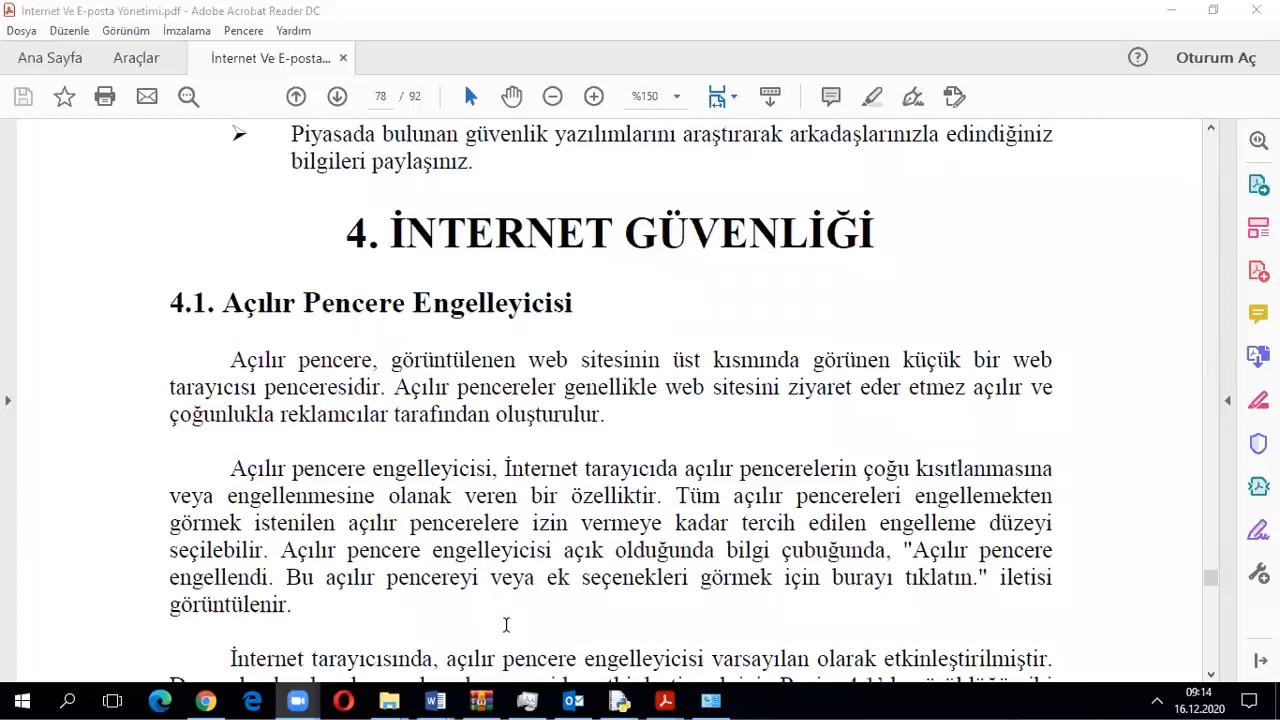 İnternet Ve E-posta Yönetimi.pdf - Adobe Acrobat Reader DC
Dosya Düzenle Görünüm İmzalama Pencere Yardım
Ana Sayfa Araçlar İnternet Ve E-posta... Oturum Aç
78 / 92 %150
Piyasada bulunan güvenlik yazılımlarını araştırarak arkadaşlarınızla edindiğiniz
bilgileri paylaşınız.
4. İNTERNET GÜVENLİĞİ
4.1. Açılır Pencere Engelleyicisi
Açılır pencere, görüntülenen web sitesinin üst kısmında görünen küçük bir web
tarayıcısı penceresidir. Açılır pencereler genellikle web sitesini ziyaret eder etmez açılır ve
çoğunlukla reklamcılar tarafından oluşturulur.
Açılır pencere engelleyicisi, İnternet tarayıcıda açılır pencerelerin çoğu kısıtlanmasına
veya engellenmesine olanak veren bir özelliktir. Tüm açılır pencereleri engellemekten
görmek istenilen açılır pencerelere izin vermeye kadar tercih edilen engelleme düzeyi
seçilebilir. Açılır pencere engelleyicisi açık olduğunda bilgi çubuğunda, "Açılır pencere
engellendi. Bu açılır pencereyi veya ek seçenekleri görmek için burayı tıklatın." iletisi
görüntülenir.
İnternet tarayıcısında, açılır pencere engelleyicisi varsayılan olarak etkinleştirilmiştir.
09:14
16.12.2020